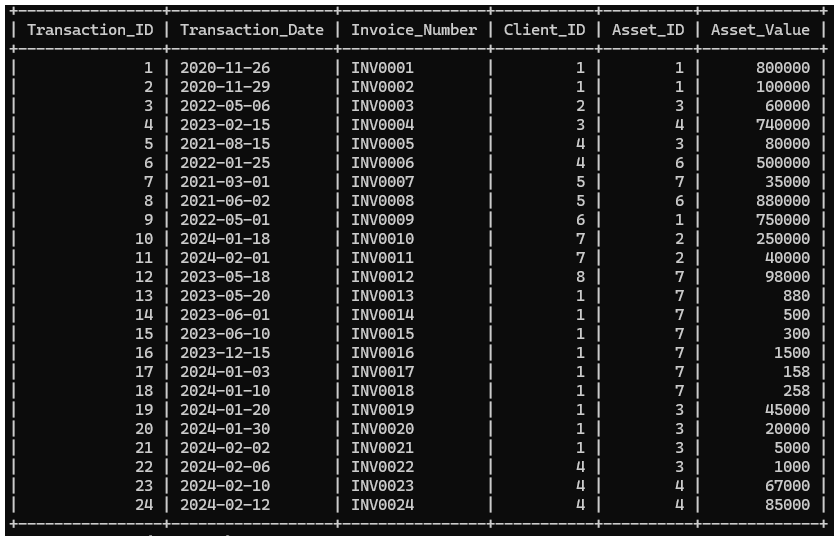 | Transaction_ID | Transaction_Date | Invoice_Number | Client_ID | Asset_ID | Asset_Value |
| 1 | 2020-11-26 | INV0001 | 1 | 1 | 800000 |
| 2 | 2020-11-29 | INV0002 | 1 | 1 | 100000 |
| 3 | 2022-05-06 | INV0003 | 2 | 3 | 60000 |
| 4 | 2023-02-15 | INV0004 | 3 | 4 | 740000 |
| 5 | 2021-08-15 | INV0005 | 4 | 3 | 80000 |
| 6 | 2022-01-25 | INV0006 | 4 | 6 | 500000 |
| 7 | 2021-03-01 | INV0007 | 5 | 7 | 35000 |
| 8 | 2021-06-02 | INV0008 | 5 | 6 | 880000 |
| 9 | 2022-05-01 | INV0009 | 6 | 1 | 750000 |
| 10 | 2024-01-18 | INV0010 | 7 | 2 | 250000 |
| 11 | 2024-02-01 | INV0011 | 7 | 2 | 40000 |
| 12 | 2023-05-18 | INV0012 | 8 | 7 | 98000 |
| 13 | 2023-05-20 | INV0013 | 1 | 7 | 880 |
| 14 | 2023-06-01 | INV0014 | 1 | 7 | 500 |
| 15 | 2023-06-10 | INV0015 | 1 | 7 | 300 |
| 16 | 2023-12-15 | INV0016 | 1 | 7 | 1500 |
| 17 | 2024-01-03 | INV0017 | 1 | 7 | 158 |
| 18 | 2024-01-10 | INV0018 | 1 | 7 | 258 |
| 19 | 2024-01-20 | INV0019 | 1 | 3 | 45000 |
| 20 | 2024-01-30 | INV0020 | 1 | 3 | 20000 |
| 21 | 2024-02-02 | INV0021 | 1 | 3 | 5000 |
| 22 | 2024-02-06 | INV0022 | 4 | 3 | 1000 |
| 23 | 2024-02-10 | INV0023 | 4 | 4 | 67000 |
| 24 | 2024-02-12 | INV0024 | 4 | 4 | 85000 |